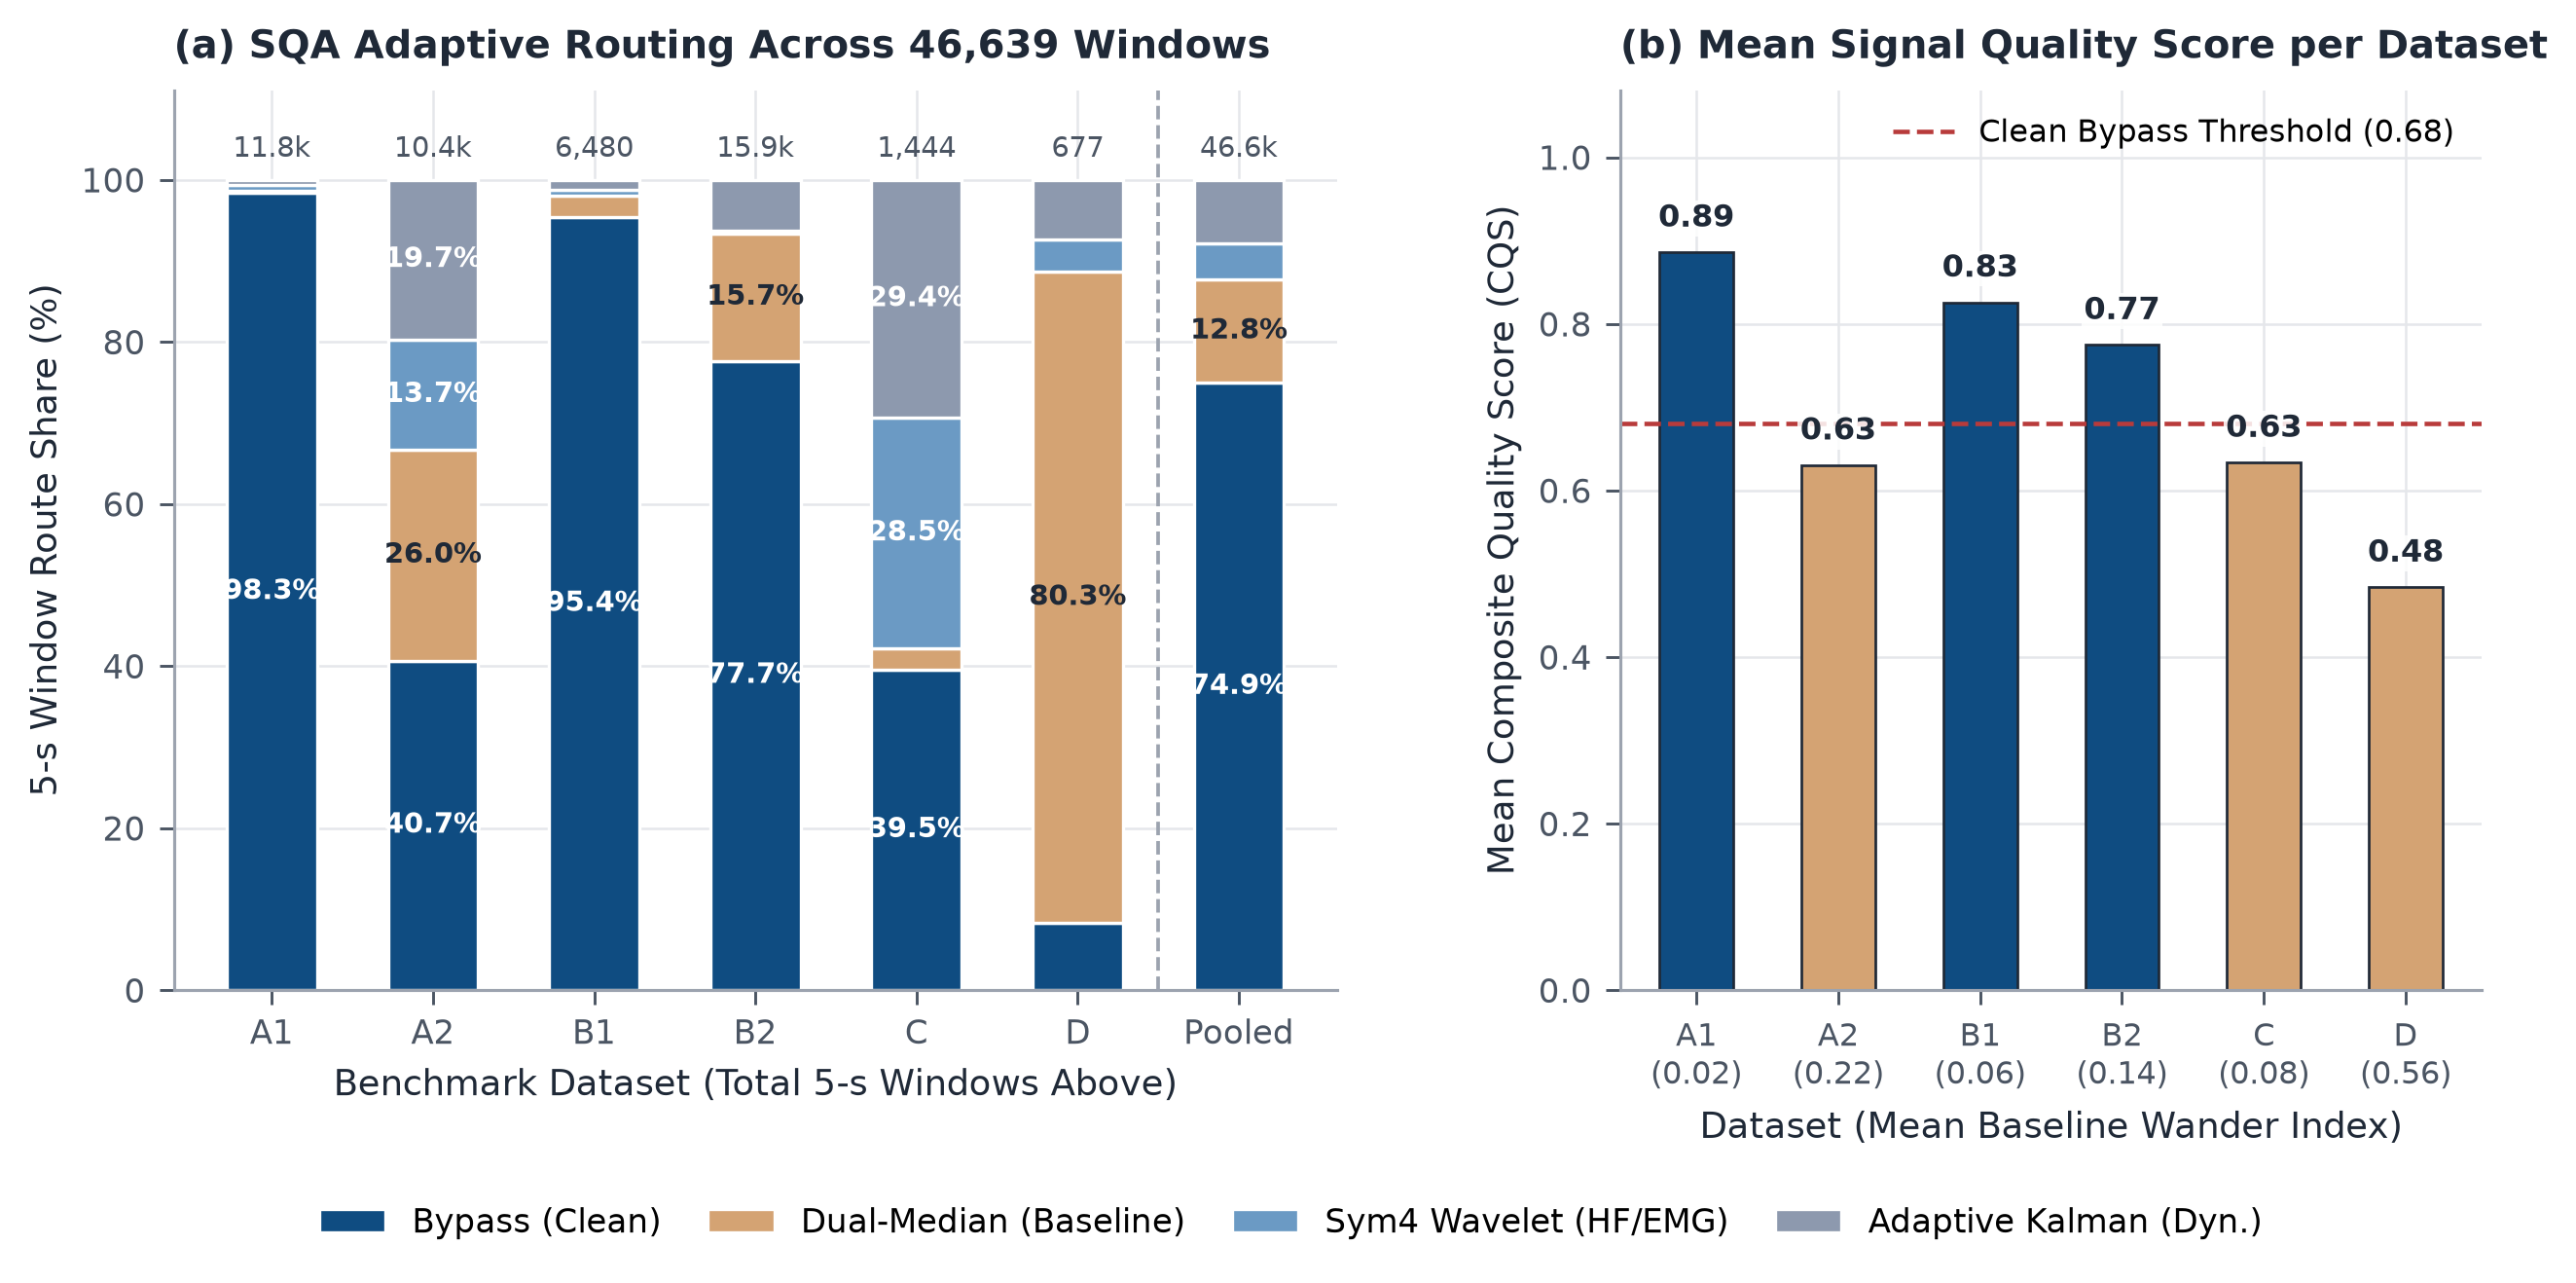 (a) SQA Adaptive Routing Across 46,639 Windows
5-s Window Route Share (%)
100
80
60
40
20
0
11.8k 10.4k 6,480 15.9k 1,444 677 46.6k
98.3%
40.7%
26.0%
13.7%
19.7%
95.4%
77.7%
15.7%
39.5%
28.5%
29.4%
80.3%
74.9%
12.8%
A1 A2 B1 B2 C D Pooled
Benchmark Dataset (Total 5-s Windows Above)
(b) Mean Signal Quality Score per Dataset
Clean Bypass Threshold (0.68)
Mean Composite Quality Score (CQS)
1.0
0.8
0.6
0.4
0.2
0.0
0.89
0.63
0.83
0.77
0.63
0.48
A1 A2 B1 B2 C D
(0.02) (0.22) (0.06) (0.14) (0.08) (0.56)
Dataset (Mean Baseline Wander Index)
Bypass (Clean) Dual-Median (Baseline) Sym4 Wavelet (HF/EMG) Adaptive Kalman (Dyn.)